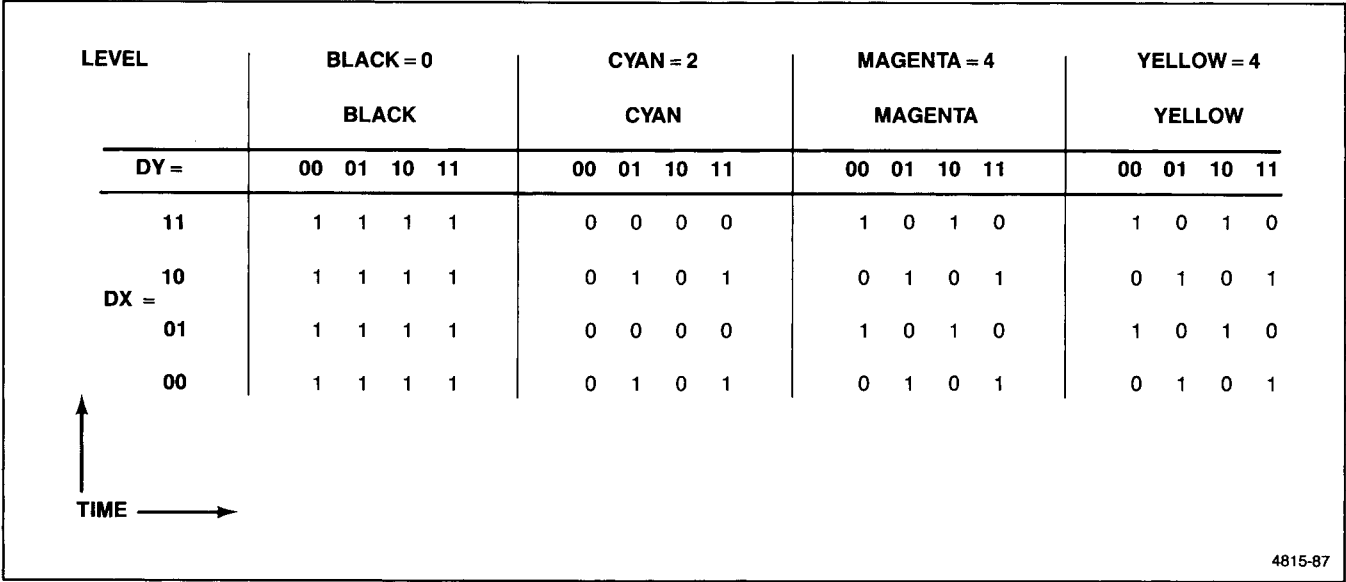 LEVEL BLACK = 0 CYAN = 2 MAGENTA = 4 YELLOW = 4
BLACK CYAN MAGENTA YELLOW
DY = 00 01 10 11 00 01 10 11 00 01 10 11 00 01 10 11
11 1 1 1 1 0 0 0 0 1 0 1 0 1 0 1 0
10 1 1 1 1 0 1 0 1 0 1 0 1 0 1 0 1
DX =
01 1 1 1 1 0 0 0 0 1 0 1 0 1 0 1 0
00 1 1 1 1 0 1 0 1 0 1 0 1 0 1 0 1
TIME
4815-87